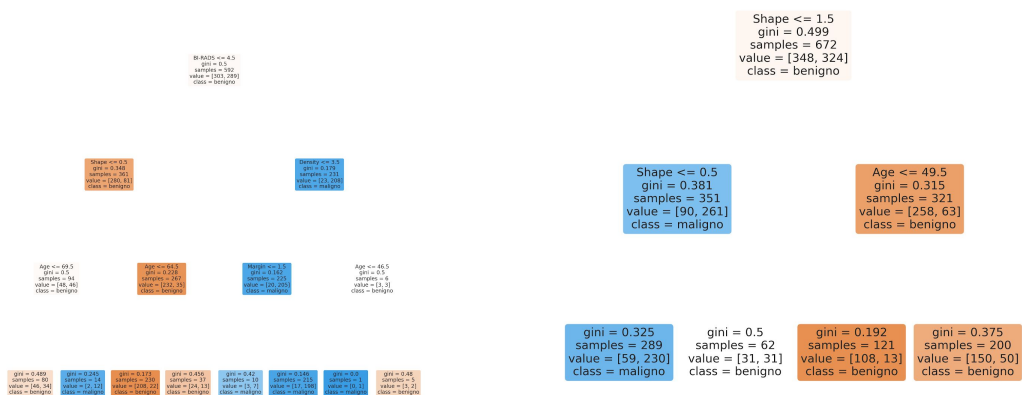 BI-RADS <= 4.5
gini = 0.5
samples = 592
value = [303, 289]
class = benigno
Shape <= 0.5
gini = 0.348
samples = 361
value = [280, 81]
class = benigno
Density <= 3.5
gini = 0.179
samples = 231
value = [23, 208]
class = maligno
Age <= 69.5
gini = 0.5
samples = 94
value = [48, 46]
class = benigno
Age <= 64.5
gini = 0.228
samples = 267
value = [232, 35]
class = benigno
Margin <= 1.5
gini = 0.162
samples = 225
value = [20, 205]
class = maligno
Age <= 46.5
gini = 0.5
samples = 6
value = [3, 3]
class = benigno
gini = 0.489
samples = 80
value = [46, 34]
class = benigno
gini = 0.245
samples = 14
value = [2, 12]
class = maligno
gini = 0.173
samples = 230
value = [208, 22]
class = benigno
gini = 0.456
samples = 37
value = [24, 13]
class = benigno
gini = 0.42
samples = 10
value = [3, 7]
class = maligno
gini = 0.146
samples = 215
value = [17, 198]
class = maligno
gini = 0.0
samples = 1
value = [0, 1]
class = maligno
gini = 0.48
samples = 5
value = [3, 2]
class = benigno
Shape <= 1.5
gini = 0.499
samples = 672
value = [348, 324]
class = benigno
Shape <= 0.5
gini = 0.381
samples = 351
value = [90, 261]
class = maligno
Age <= 49.5
gini = 0.315
samples = 321
value = [258, 63]
class = benigno
gini = 0.325
samples = 289
value = [59, 230]
class = maligno
gini = 0.5
samples = 62
value = [31, 31]
class = benigno
gini = 0.192
samples = 121
value = [108, 13]
class = benigno
gini = 0.375
samples = 200
value = [150, 50]
class = benigno